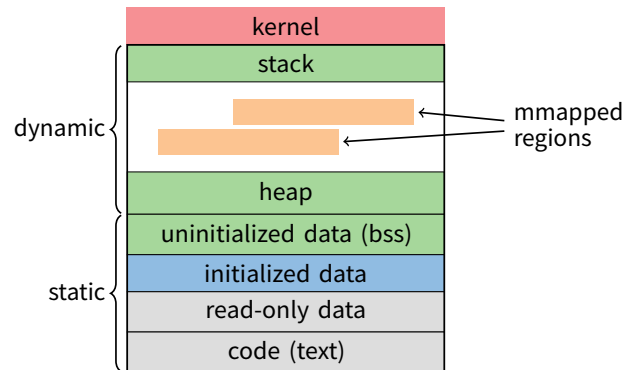 kernel
stack
dynamic
mmapped
regions
heap
uninitialized data (bss)
static
initialized data
read-only data
code (text)